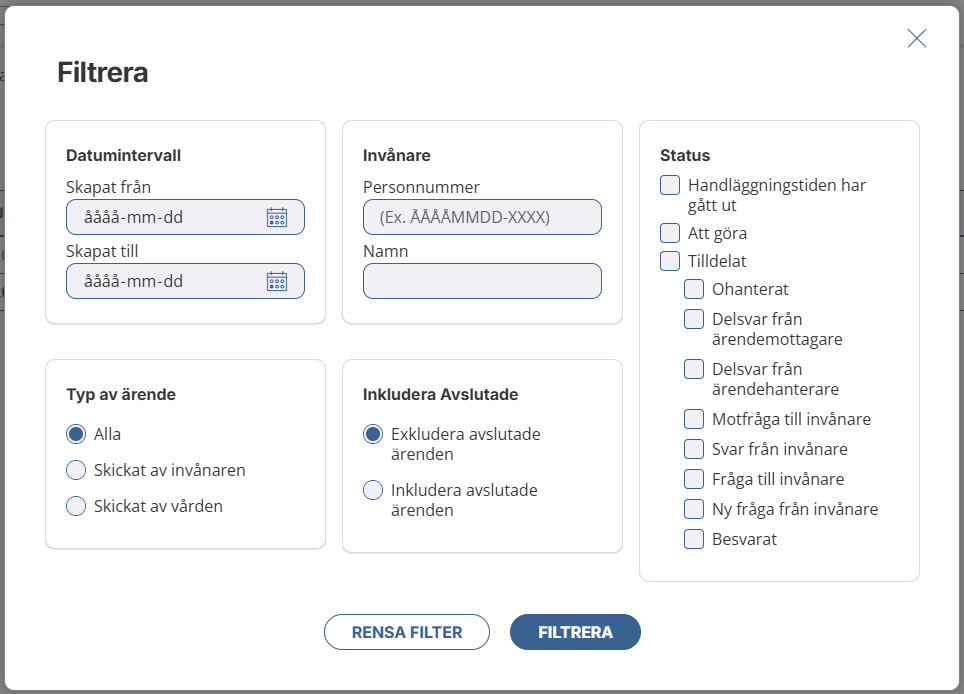 Filtrera
Datumintervall
Skapat från
åååå-mm-dd
Skapat till
åååå-mm-dd
Invånare
Personnummer
(Ex. ÅÅÅÅMMDD-XXXX)
Namn
Status
Handläggningstiden har
gått ut
Att göra
Tilldelat
Ohanterat
Delsvar från
ärendemottagare
Delsvar från
ärendehanterare
Motfråga till invånare
Svar från invånare
Fråga till invånare
Ny fråga från invånare
Besvarat
Typ av ärende
Alla
Skickat av invånaren
Skickat av vården
Inkludera Avslutade
Exkludera avslutade
ärenden
Inkludera avslutade
ärenden
RENSA FILTER
FILTRERA